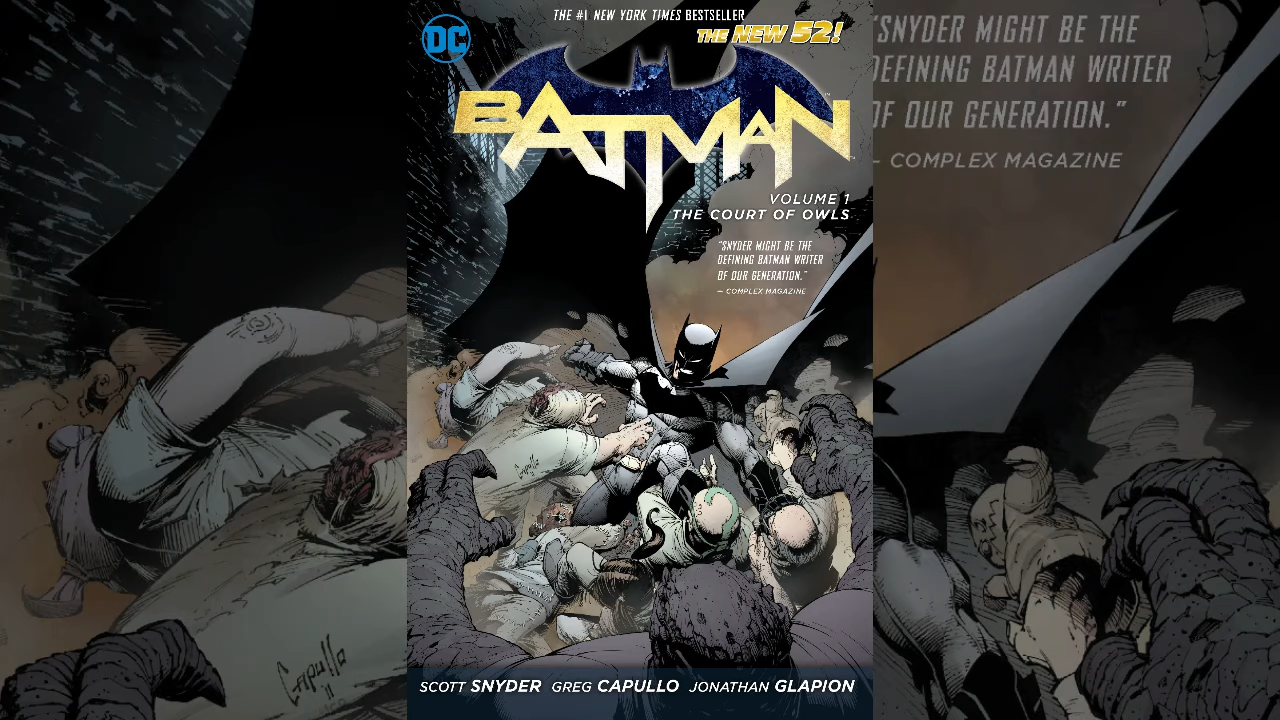 THE #1 NEW YORK TIMES BESTSELLER
DC
THE NEW 52!
BATMAN
VOLUME 1
THE COURT OF OWLS
"SNYDER MIGHT BE THE
DEFINING BATMAN WRITER
OF OUR GENERATION."
— COMPLEX MAGAZINE
Capullo
SCOTT SNYDER GREG CAPULLO JONATHAN GLAPION
"SNYDER MIGHT BE THE
DEFINING BATMAN WRITER
OF OUR GENERATION."
- COMPLEX MAGAZINE
Capullo
'11